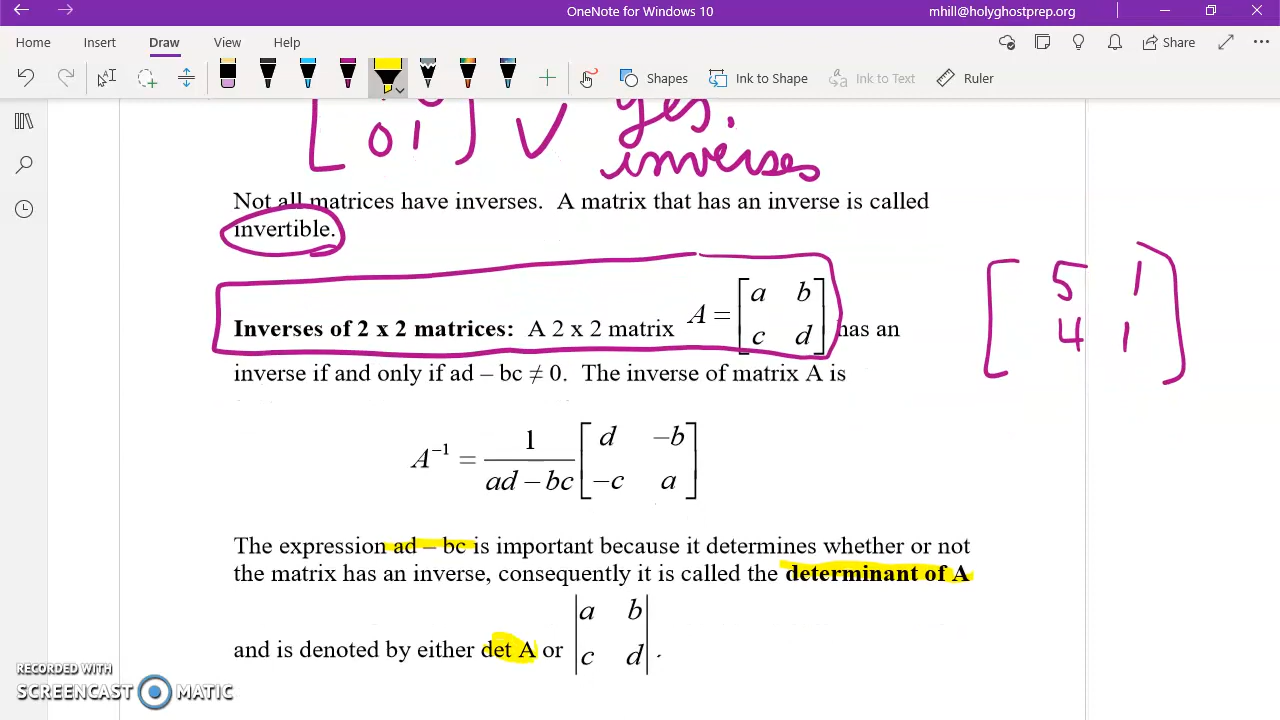 OneNote for Windows 10
mhill@holyghostprep.org
Home Insert Draw View Help
Share
Shapes Ink to Shape Ink to Text Ruler
0 1
yes.
inverses
Not all matrices have inverses. A matrix that has an inverse is called
invertible.
5 1
4 1
Inverses of 2 x 2 matrices: A 2 x 2 matrix A = [a b
c d] has an
inverse if and only if ad – bc ≠ 0. The inverse of matrix A is
A⁻¹ = 1/(ad – bc) [d –b
–c a]
The expression ad – bc is important because it determines whether or not
the matrix has an inverse, consequently it is called the determinant of A
and is denoted by either det A or |a b
c d|.
RECORDED WITH
SCREENCAST MATIC